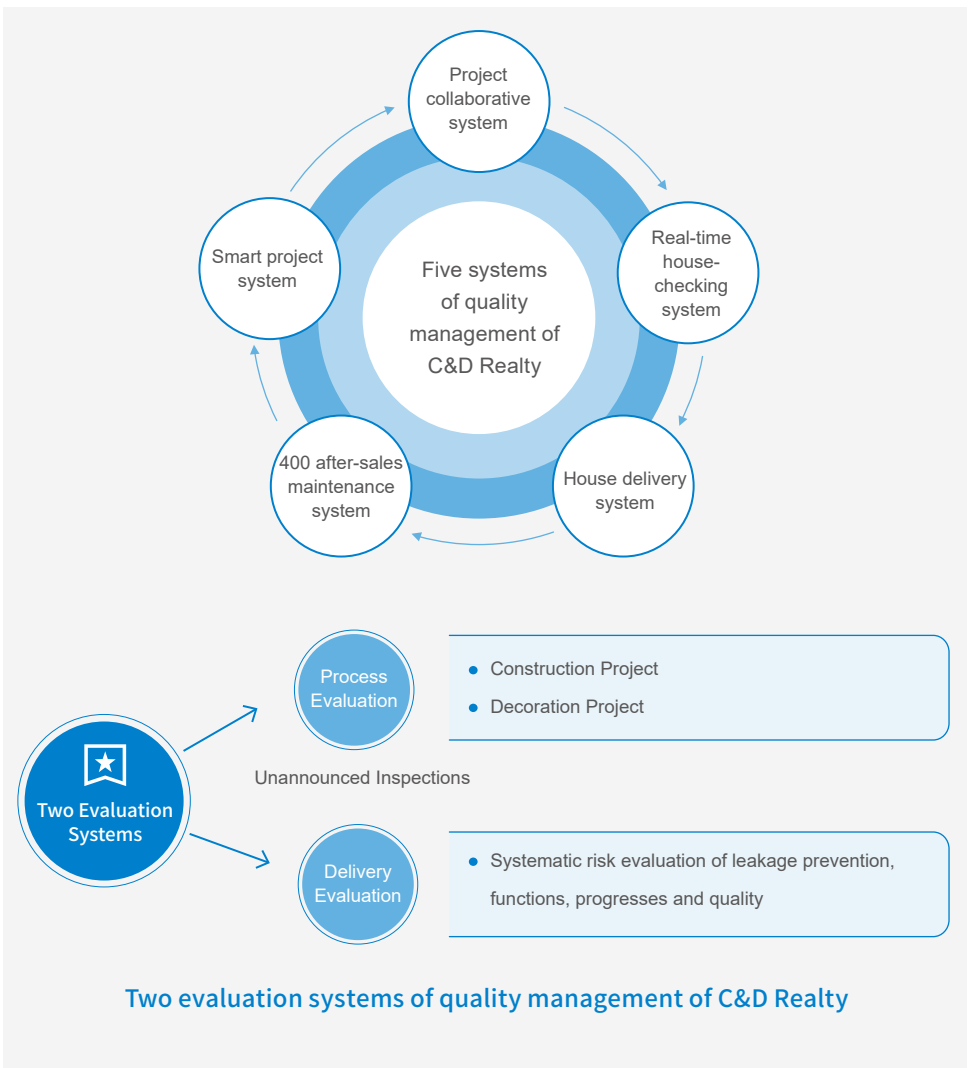 Project
collaborative
system
Real-time
house-
checking
system
House delivery
system
400 after-sales
maintenance
system
Smart project
system
Five systems
of quality
management of
C&D Realty
Two Evaluation
Systems
Process
Evaluation
Construction Project
Decoration Project
Unannounced Inspections
Delivery
Evaluation
Systematic risk evaluation of leakage prevention,
functions, progresses and quality
Two evaluation systems of quality management of C&D Realty